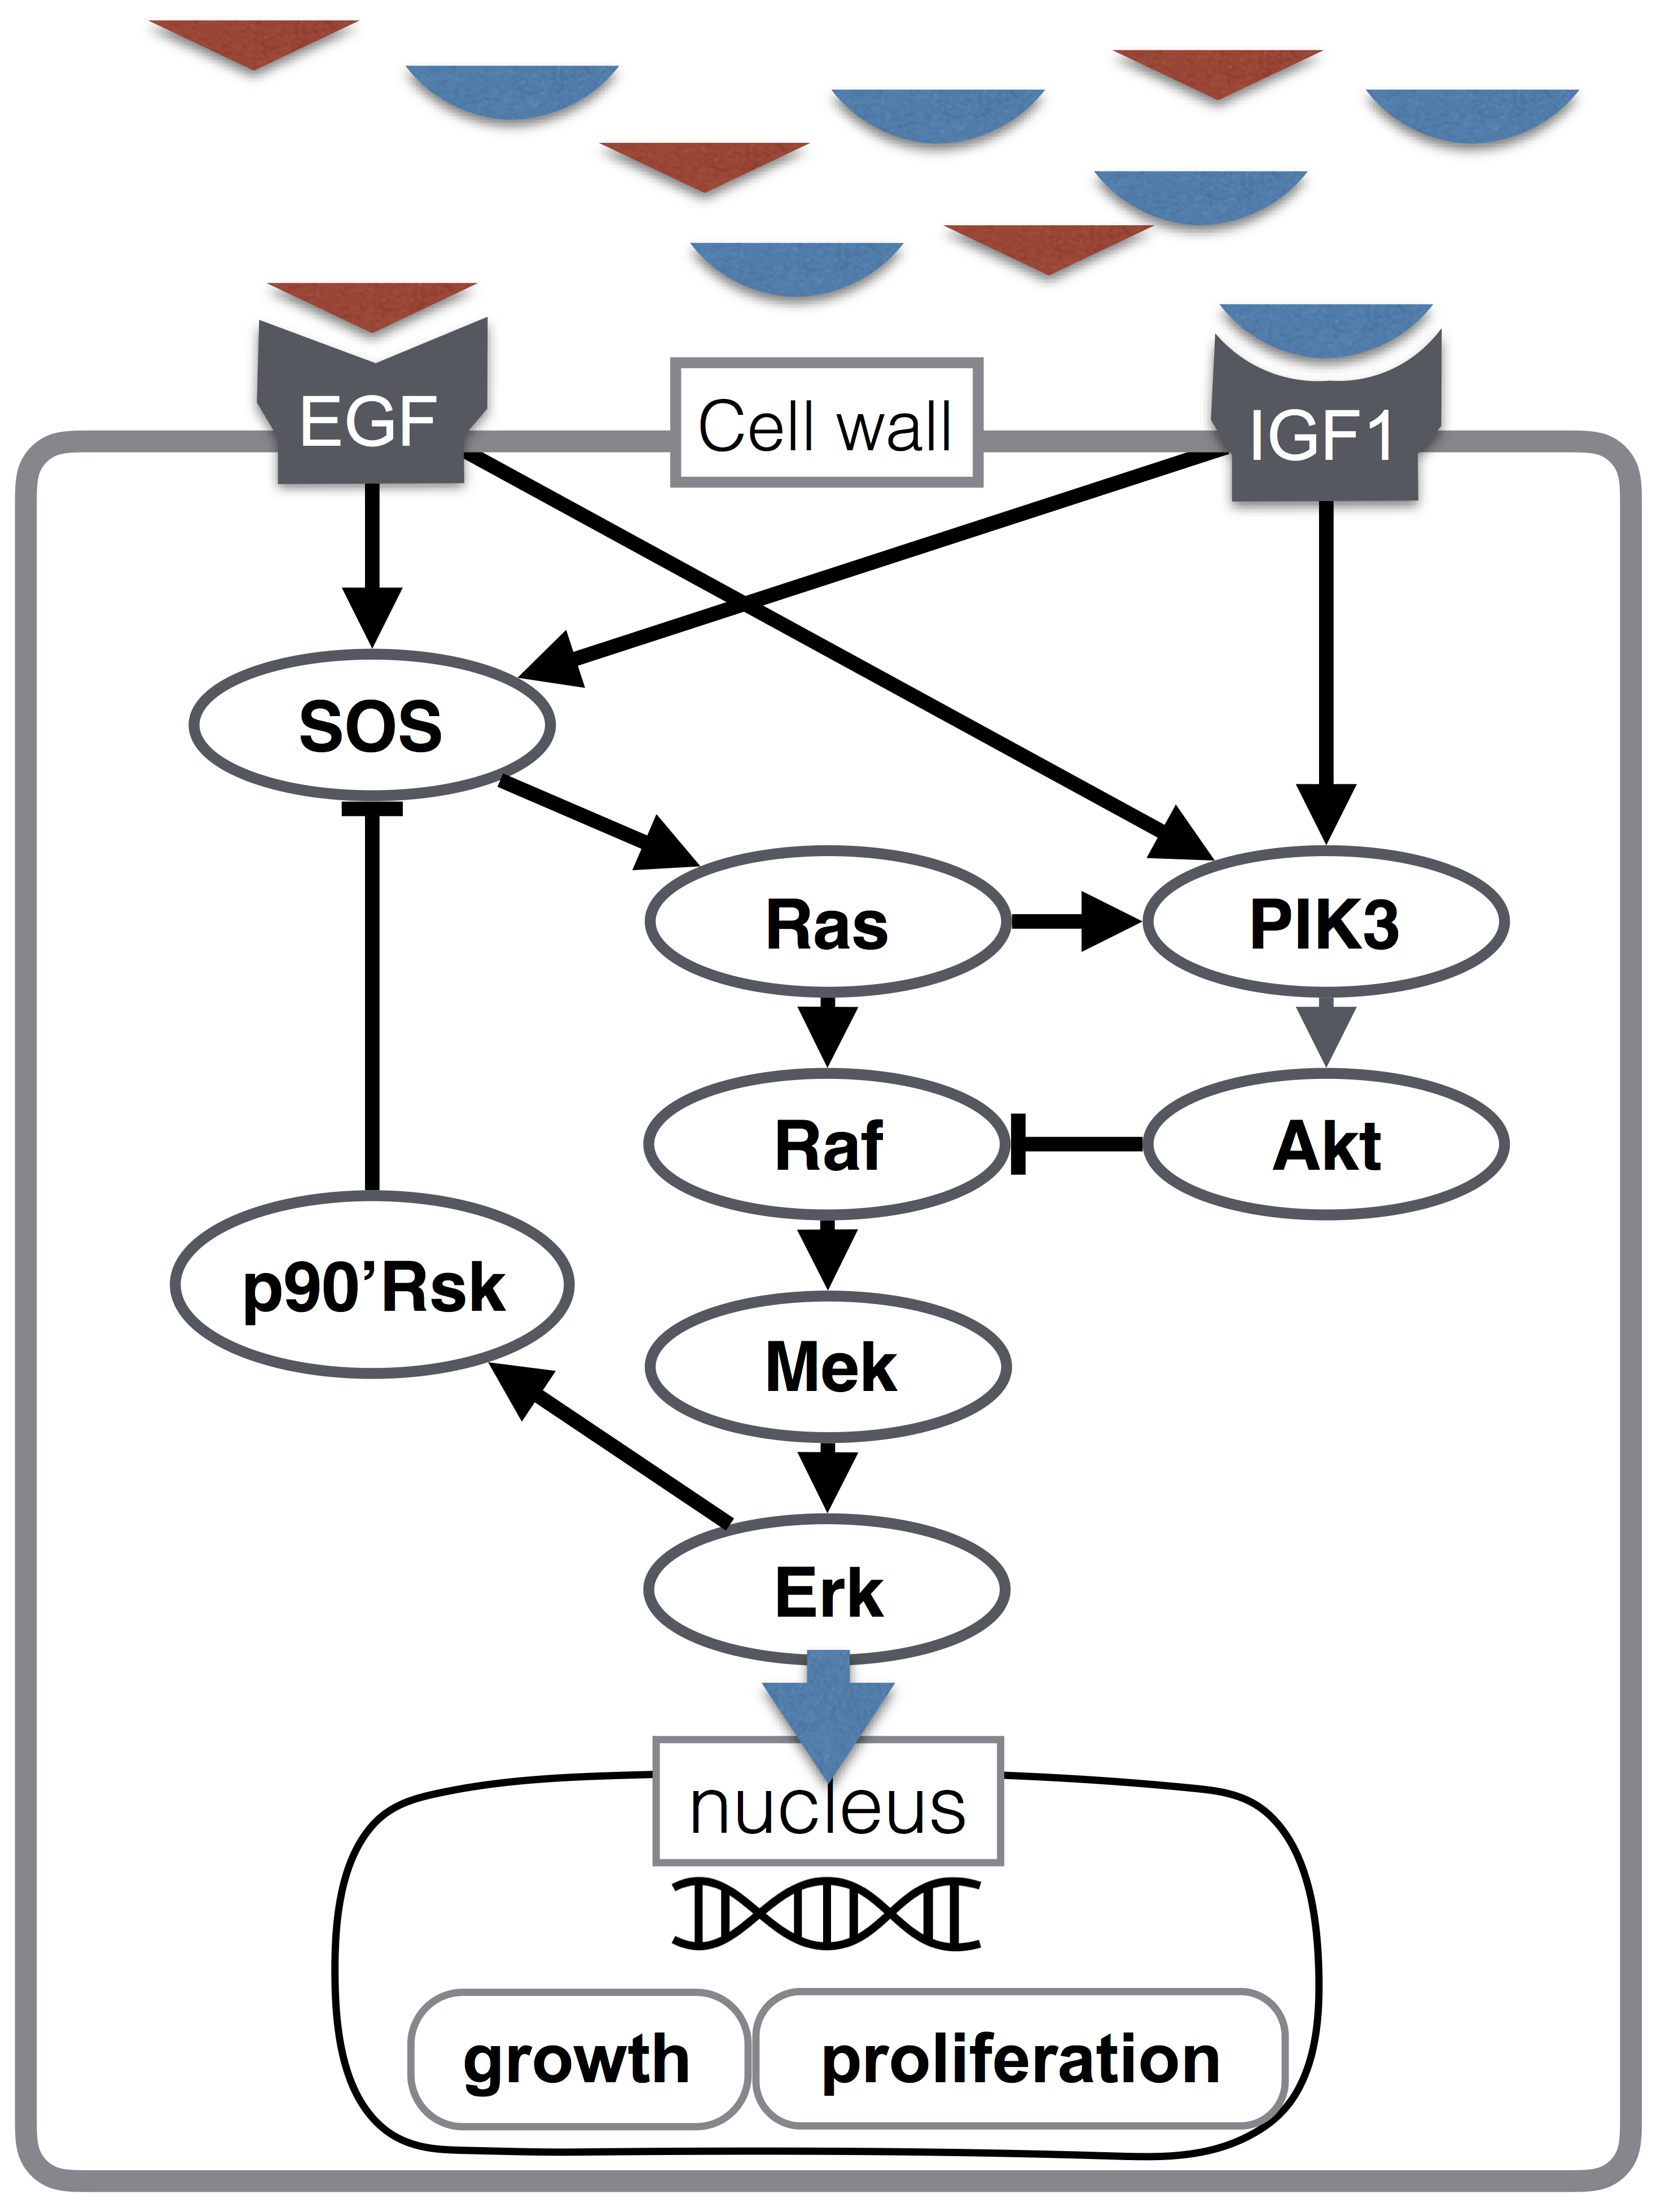 EGF
Cell wall
IGF1
SOS
Ras
PIK3
Raf
Akt
p90’Rsk
Mek
Erk
nucleus
growth
proliferation